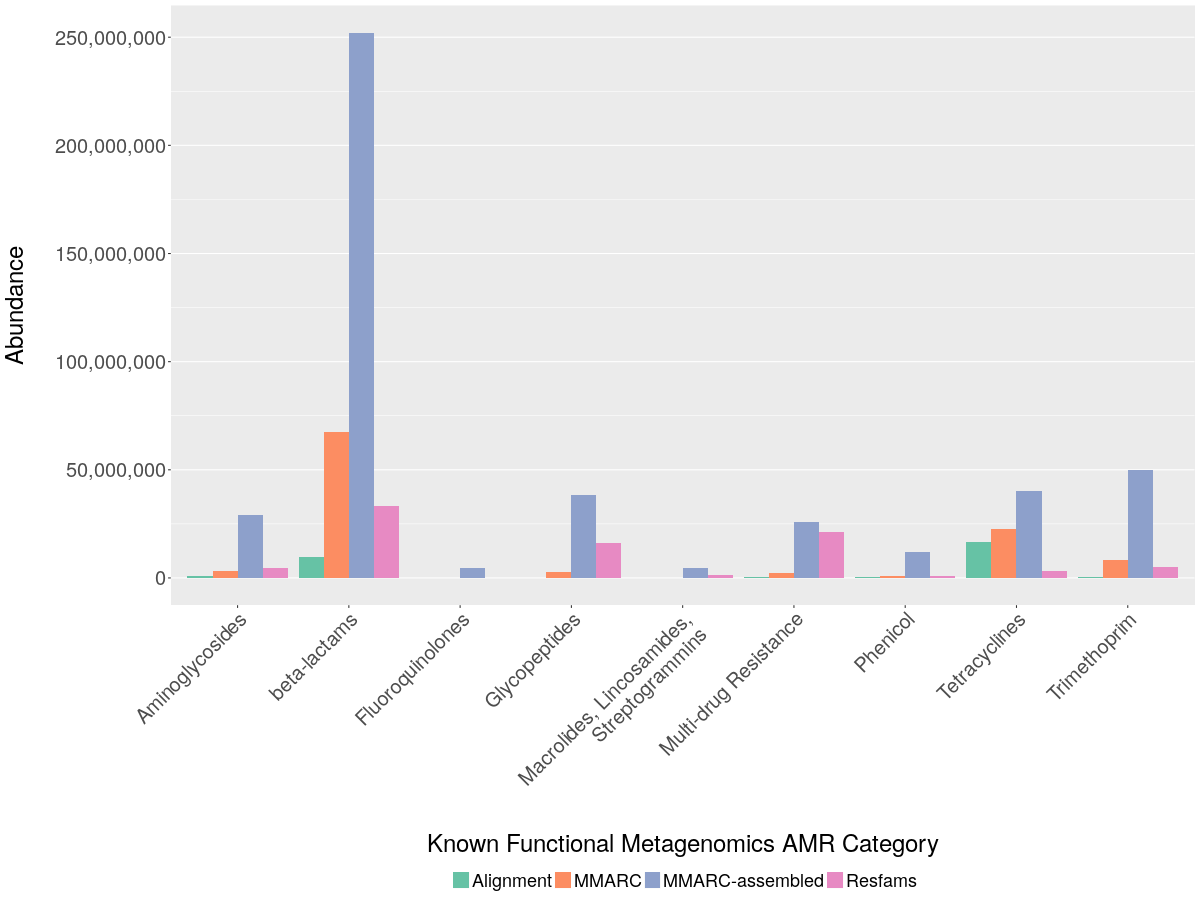 Abundance
250,000,000
200,000,000
150,000,000
100,000,000
50,000,000
0
Aminoglycosides
beta-lactams
Fluoroquinolones
Glycopeptides
Macrolides, Lincosamides,
Streptogrammins
Multi-drug Resistance
Phenicol
Tetracyclines
Trimethoprim
Known Functional Metagenomics AMR Category
Alignment MMARC MMARC-assembled Resfams